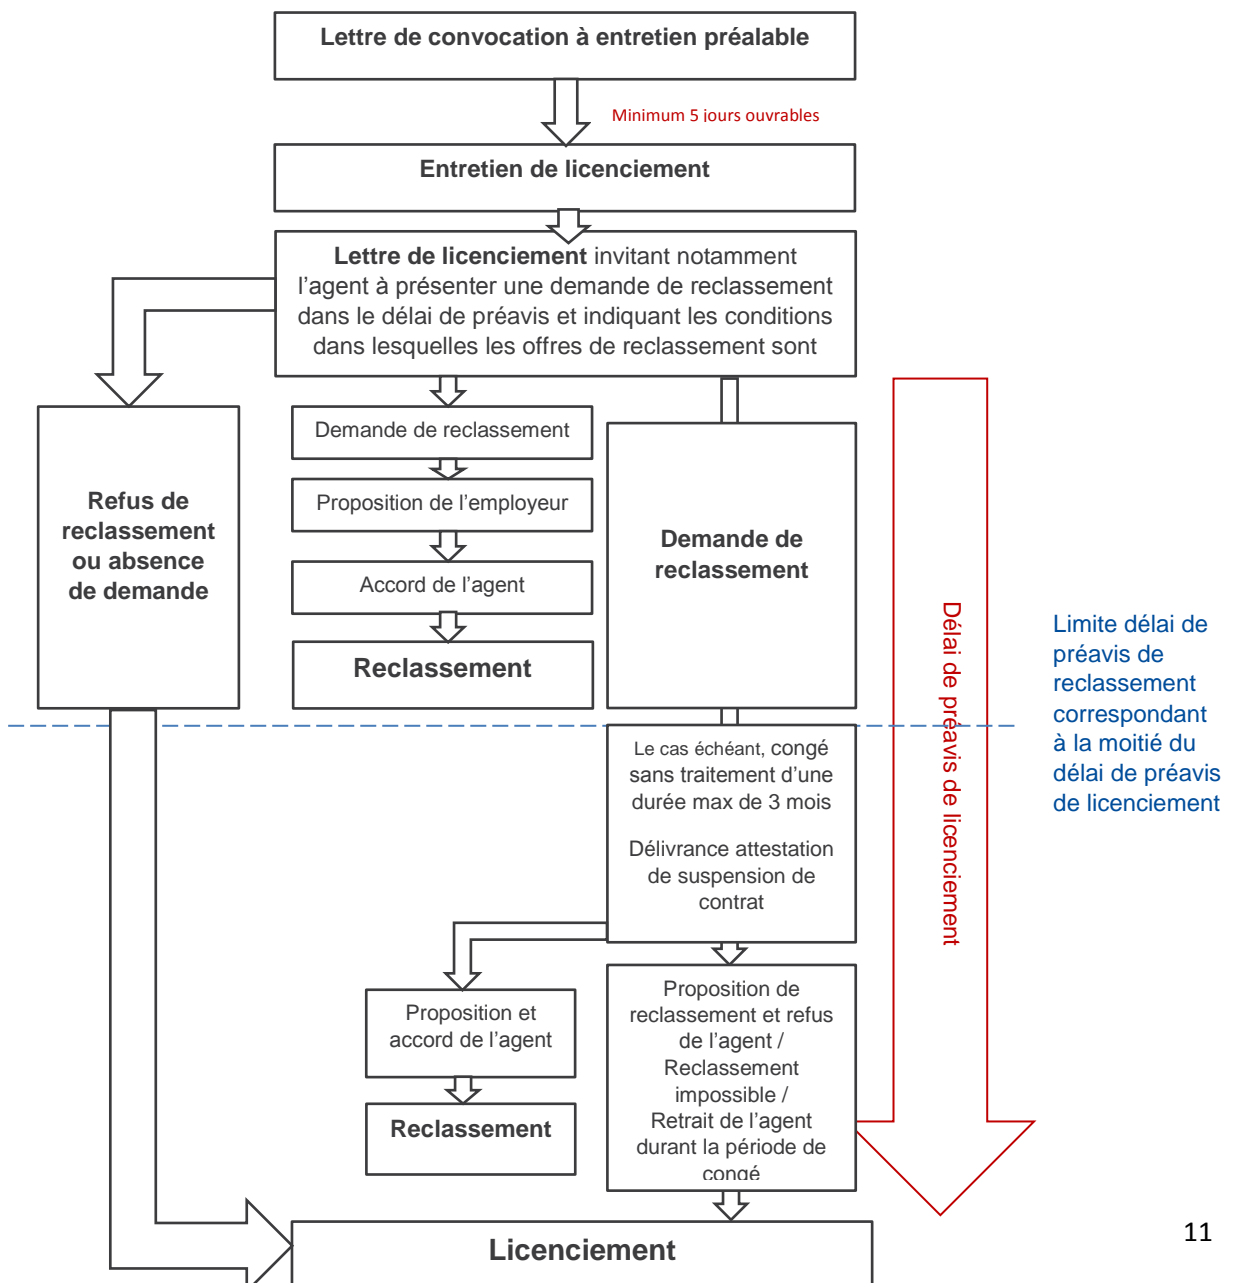 Lettre de convocation à entretien préalable
Minimum 5 jours ouvrables
Entretien de licenciement
Lettre de licenciement invitant notamment
l’agent à présenter une demande de reclassement
dans le délai de préavis et indiquant les conditions
dans lesquelles les offres de reclassement sont
Refus de
reclassement
ou absence
de demande
Demande de reclassement
Proposition de l’employeur
Accord de l’agent
Reclassement
Demande de
reclassement
Délai de préavis de licenciement
Limite délai de
préavis de
reclassement
correspondant
à la moitié du
délai de préavis
de licenciement
Le cas échéant, congé
sans traitement d’une
durée max de 3 mois
Délivrance attestation
de suspension de
contrat
Proposition et
accord de l’agent
Reclassement
Proposition de
reclassement et refus
de l’agent /
Reclassement
impossible /
Retrait de l’agent
durant la période de
congé
Licenciement
11